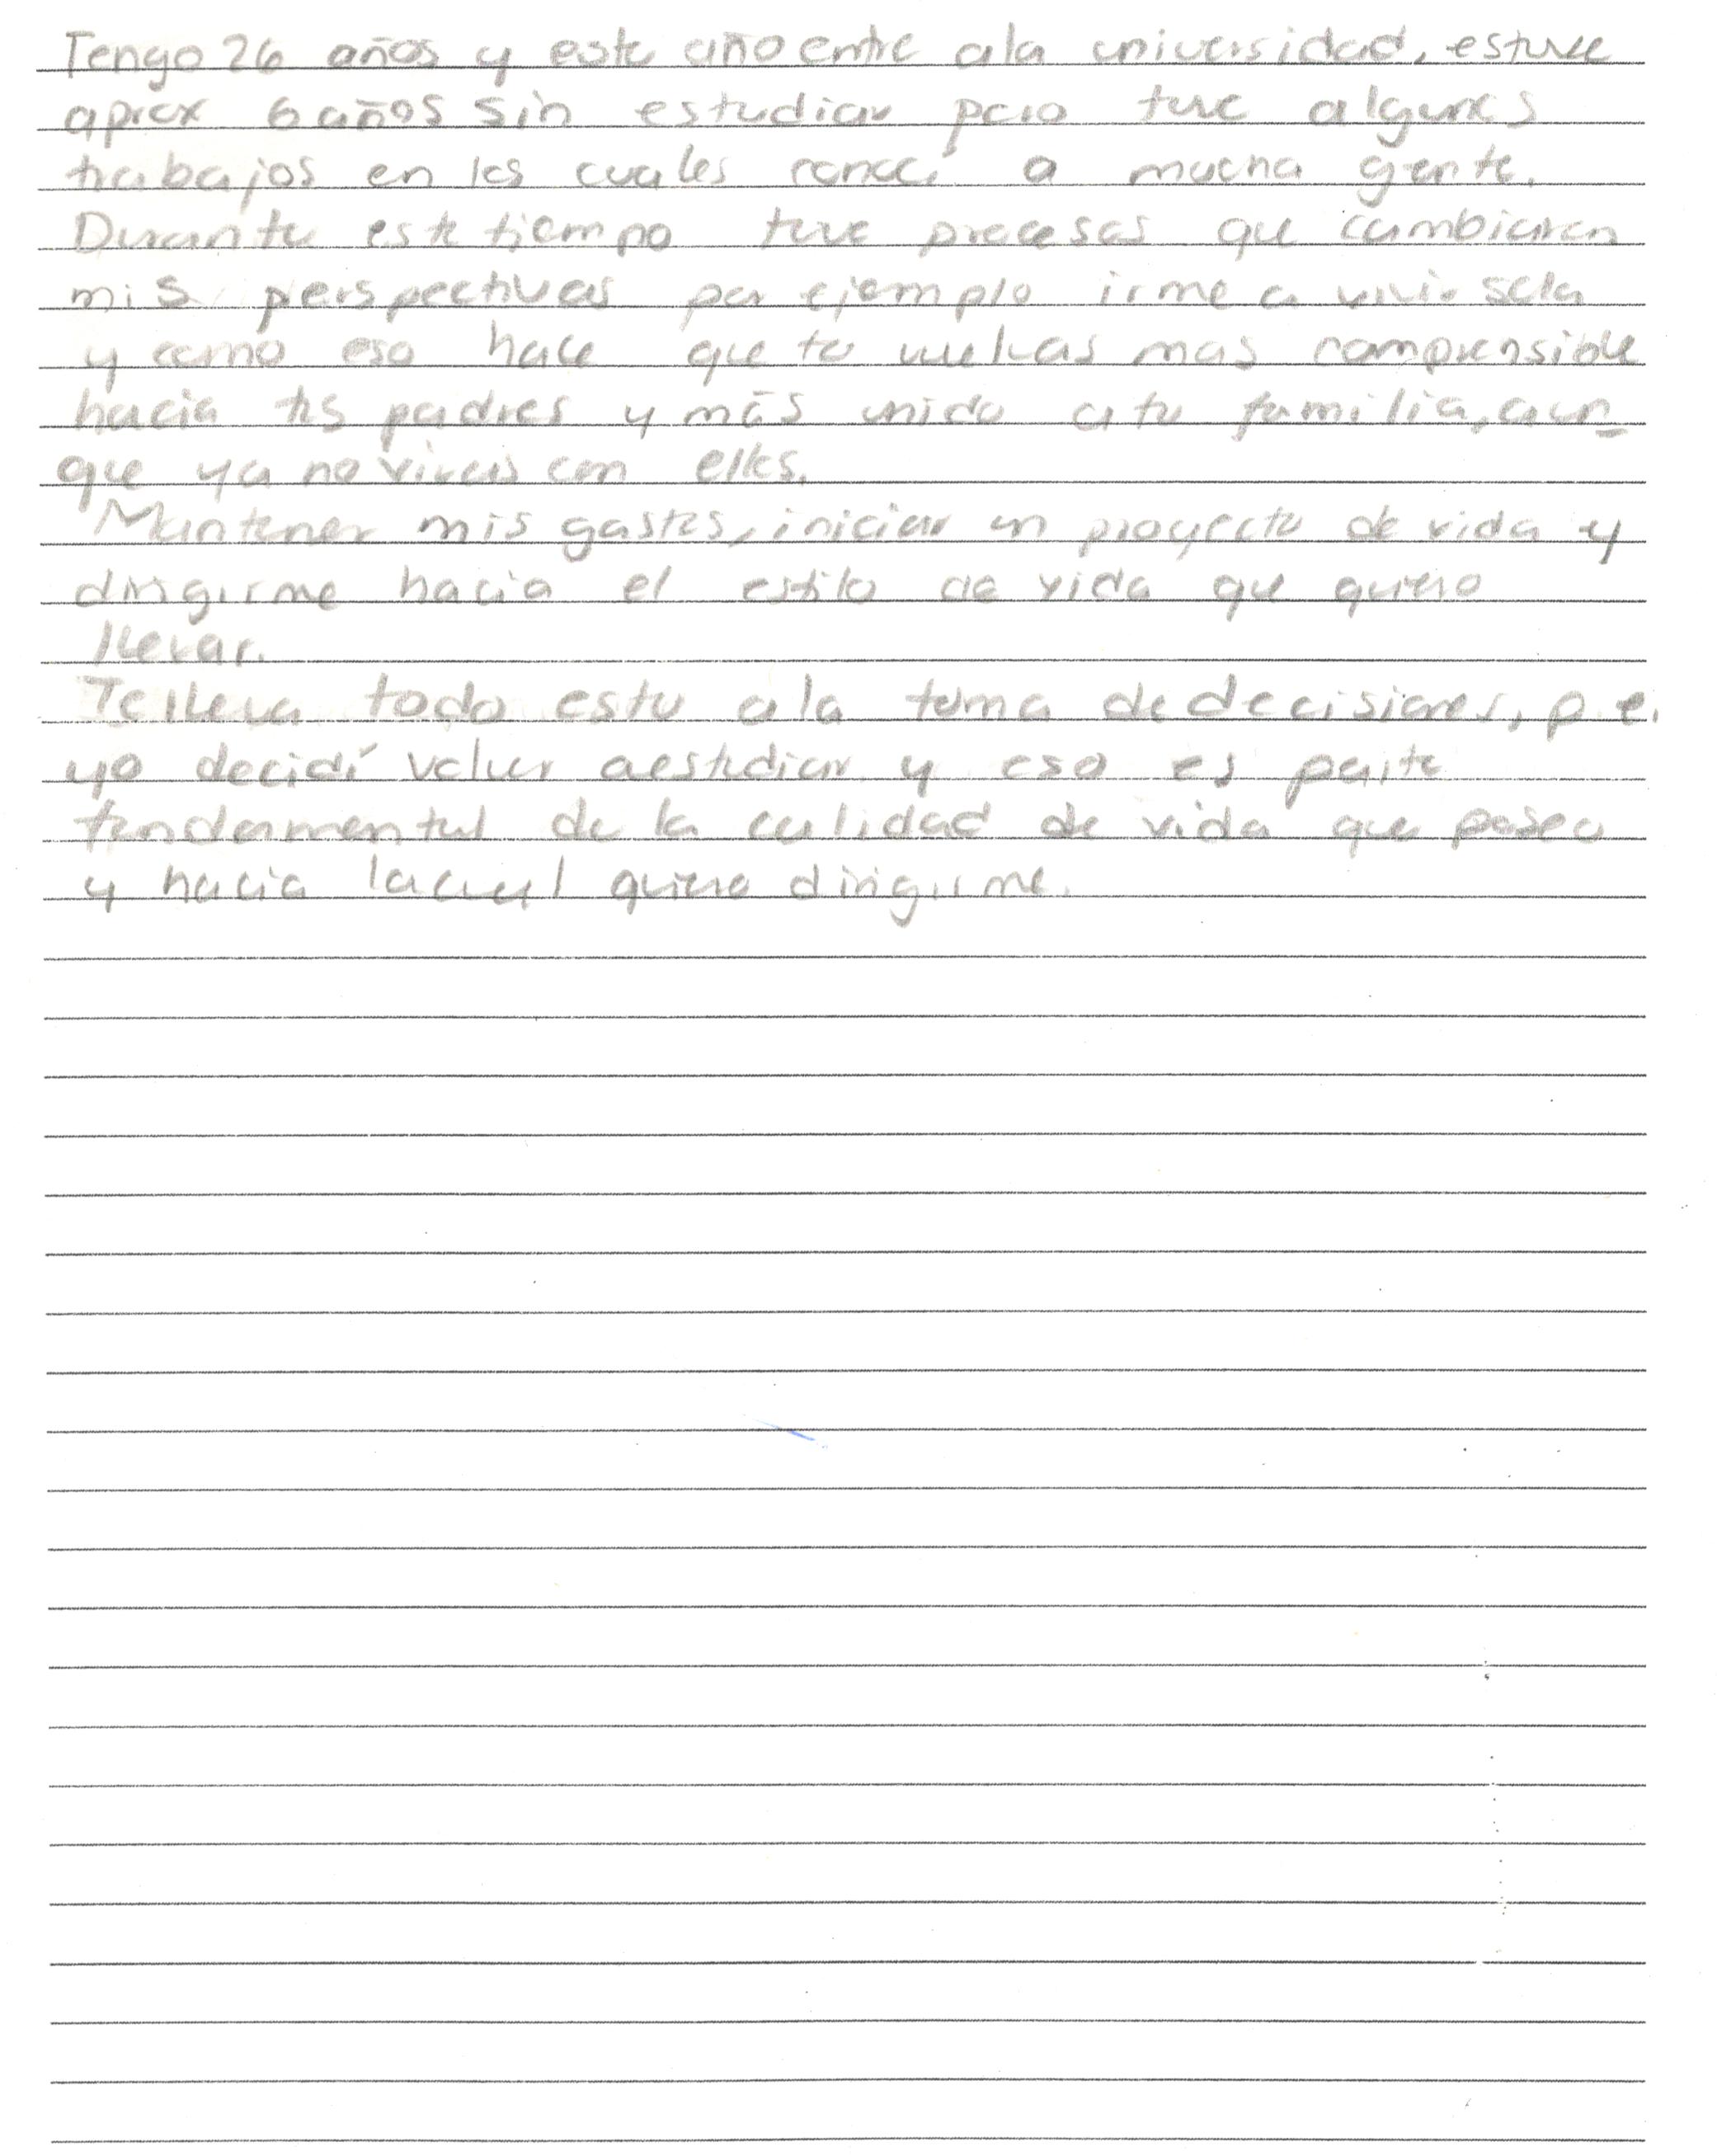 Tengo 26 años y este año entre a la universidad, estuve
aprox 6 años sin estudiar pero tuve algunos
trabajos en los cuales conocí a mucha gente.
Durante este tiempo tuve procesos que cambiaron
mis perspectivas por ejemplo irme a vivir sola
y como eso hace que te vuelvas mas comprensible
hacia tus padres y más unido a tu familia, aun_
que ya no vivas con ellos.
Mantener mis gastos, iniciar un proyecto de vida y
dirigirme hacia el estilo de vida que quiero
llevar.
Te lleva todo esto a la toma de decisiones, p.e.
yo decidí volver a estudiar y eso es parte
fundamental de la calidad de vida que poseo
y hacia la cual quiero dirigirme.